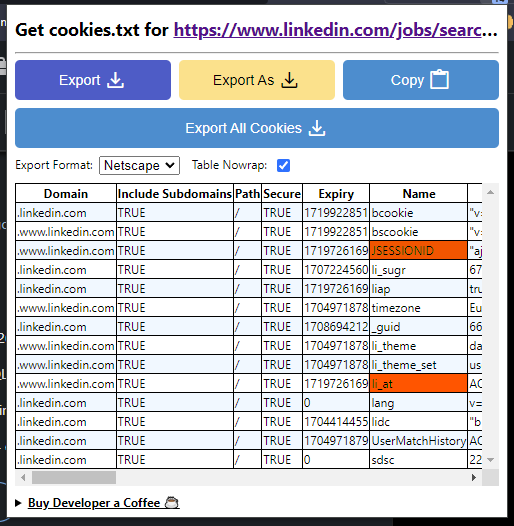 Get cookies.txt for https://www.linkedin.com/jobs/searc...
Export
Export As
Copy
Export All Cookies
Export Format: Netscape Table Nowrap:
Domain Include Subdomains Path Secure Expiry Name
.linkedin.com TRUE / TRUE 1719922851 bcookie "v=
.www.linkedin.com TRUE / TRUE 1719922851 bscookie "v=
.www.linkedin.com TRUE / TRUE 1719726169 JSESSIONID "aj
.linkedin.com TRUE / TRUE 1707224560 li_sugr 67
.www.linkedin.com TRUE / TRUE 1719726169 liap tru
.www.linkedin.com TRUE / TRUE 1704971878 timezone Eu
.linkedin.com TRUE / TRUE 1708694212 _guid 66
.www.linkedin.com TRUE / TRUE 1704971878 li_theme da
.www.linkedin.com TRUE / TRUE 1704971878 li_theme_set us
.www.linkedin.com TRUE / TRUE 1719726169 li_at AC
.linkedin.com TRUE / TRUE 0 lang v=
.linkedin.com TRUE / TRUE 1704414455 lidc "b
.linkedin.com TRUE / TRUE 1704971879 UserMatchHistory AC
.linkedin.com TRUE / TRUE 0 sdsc 22
Buy Developer a Coffee